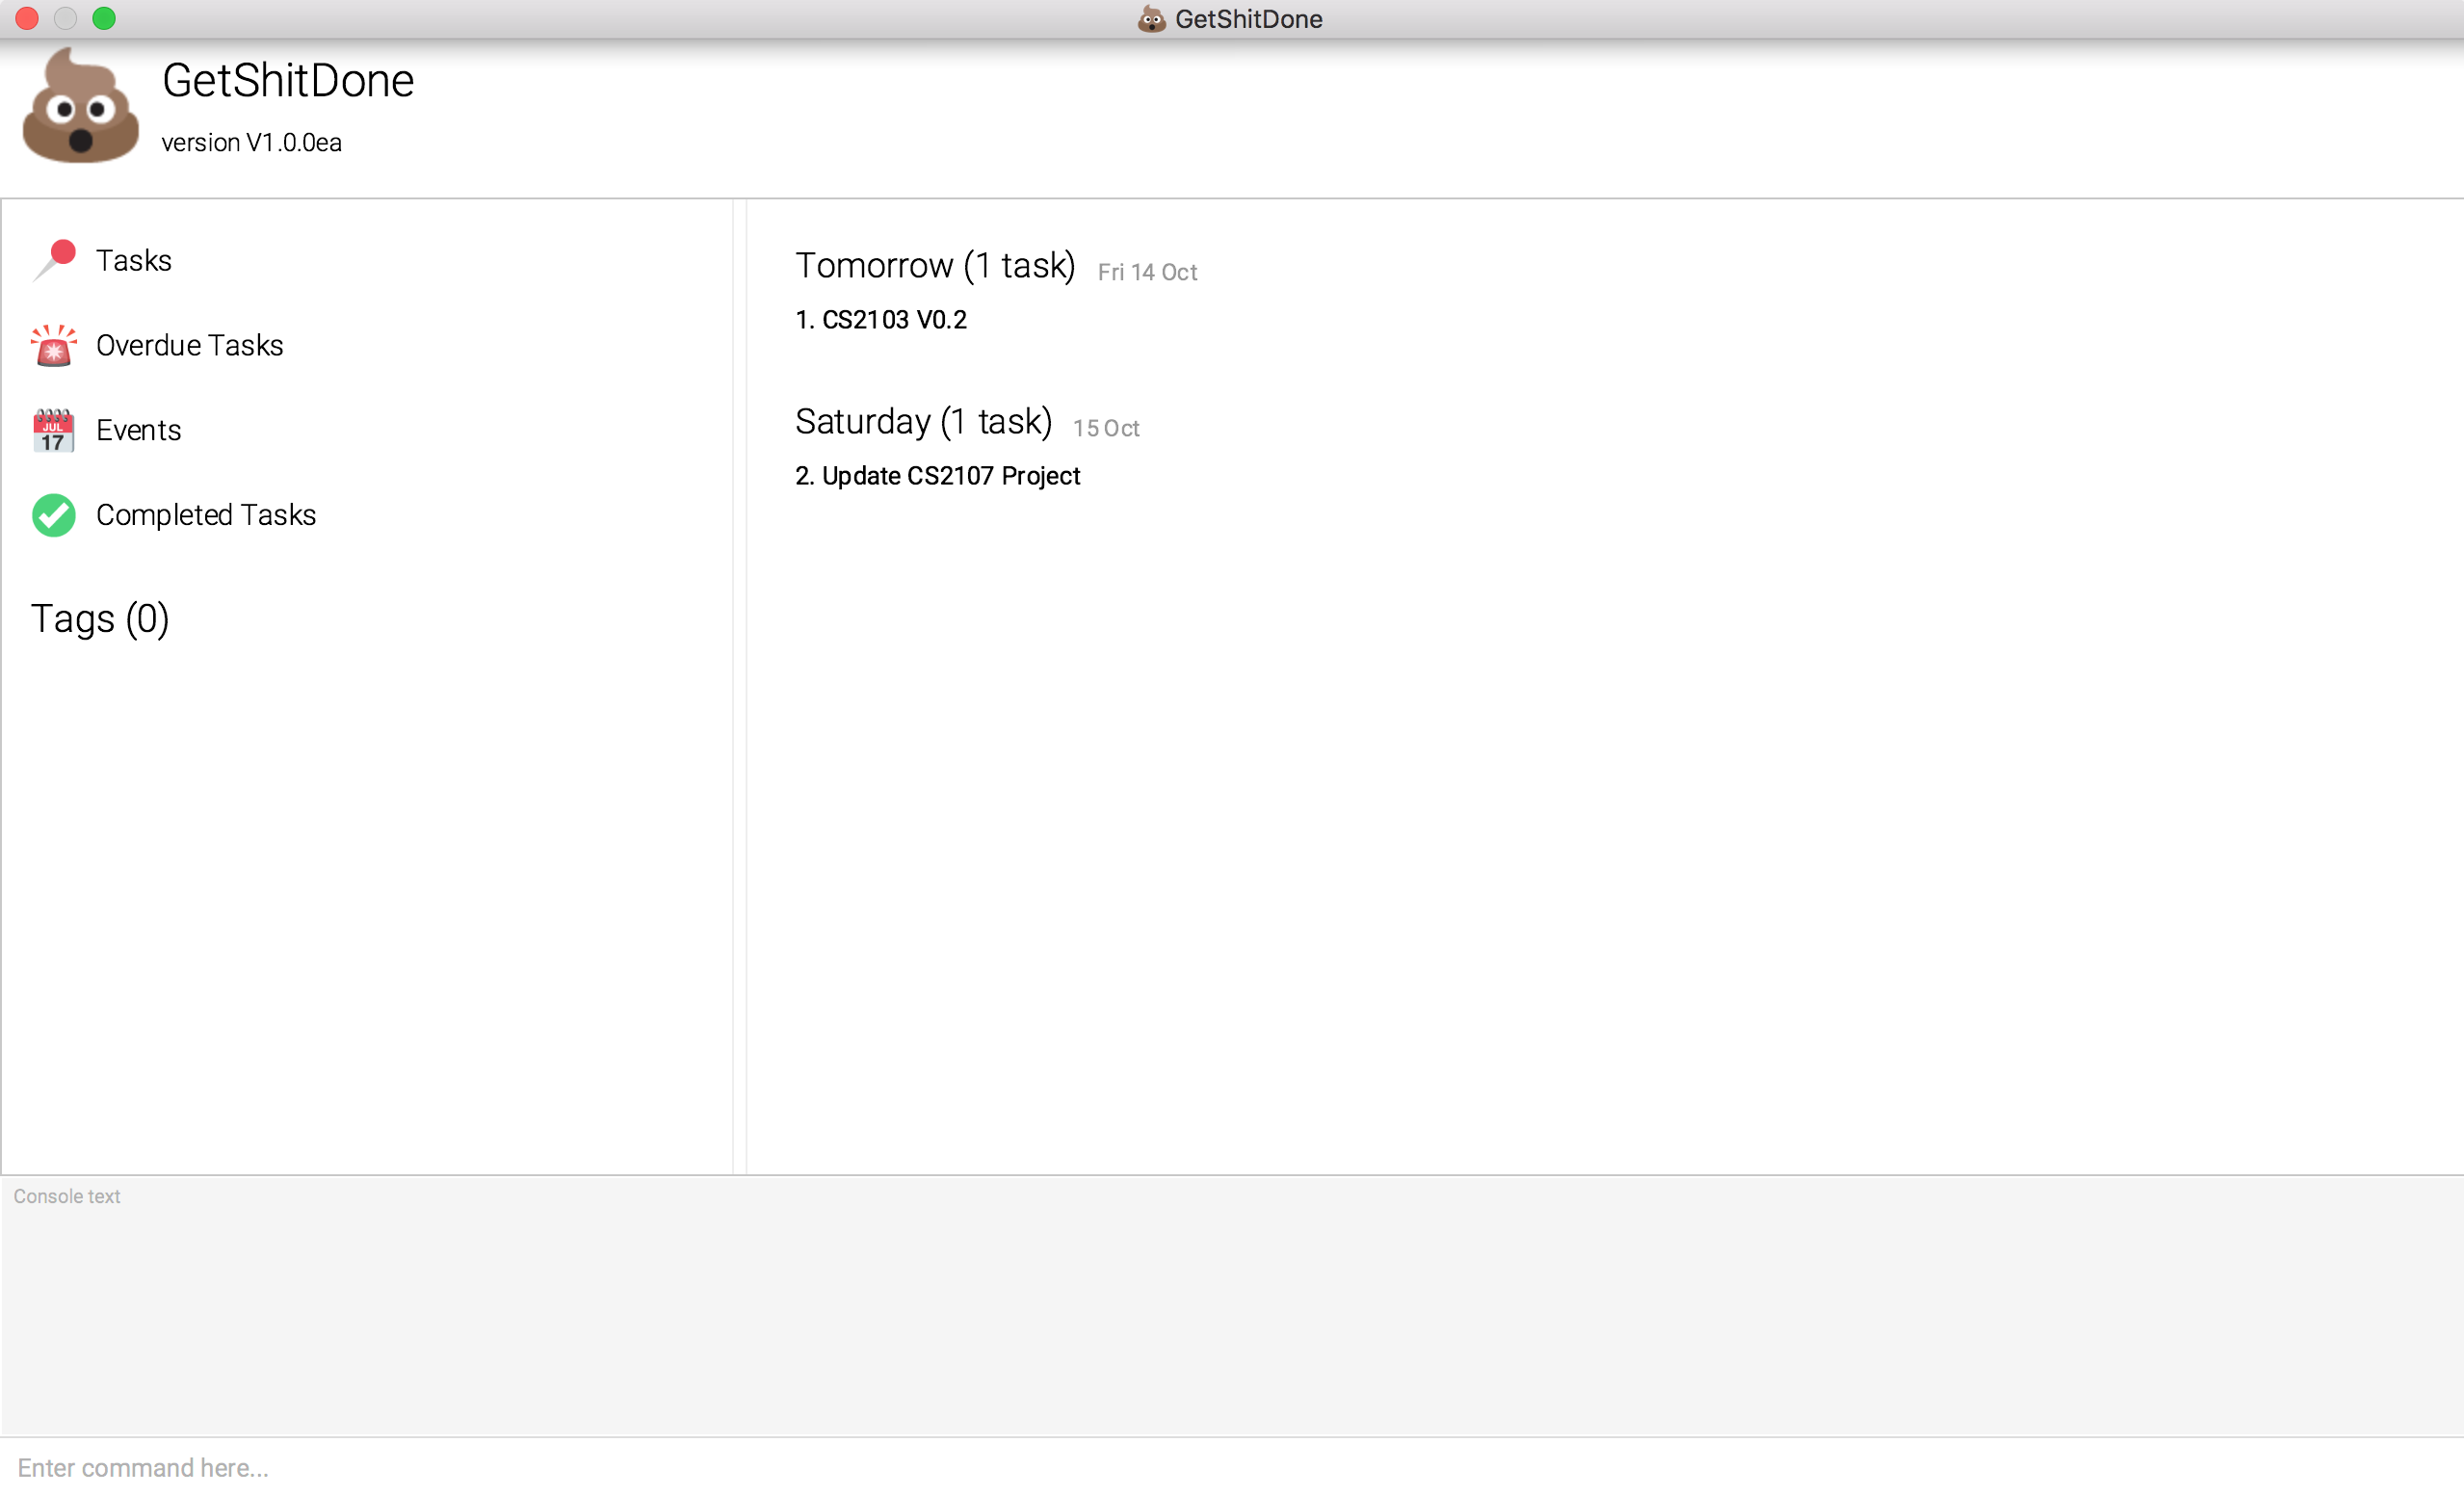 GetShitDone
GetShitDone
version V1.0.0ea
Tasks
Overdue Tasks
JUL
17
Events
Completed Tasks
Tags (0)
Tomorrow (1 task) Fri 14 Oct
1. CS2103 V0.2
Saturday (1 task) 15 Oct
2. Update CS2107 Project
Console text
Enter command here...